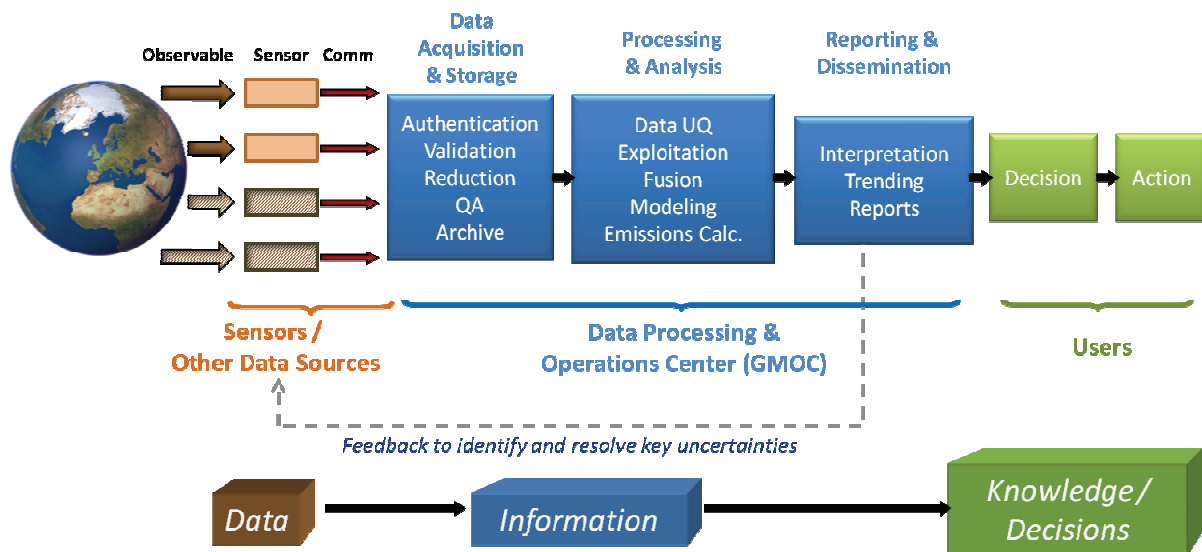 Data
Acquisition
& Storage
Processing
& Analysis
Reporting &
Dissemination
Observable
Sensor
Comm
Authentication
Validation
Reduction
QA
Archive
Data UQ
Exploitation
Fusion
Modeling
Emissions Calc.
Interpretation
Trending
Reports
Decision
Action
Sensors /
Other Data Sources
Data Processing &
Operations Center (GMOC)
Users
Feedback to identify and resolve key uncertainties
Data
Information
Knowledge/
Decisions